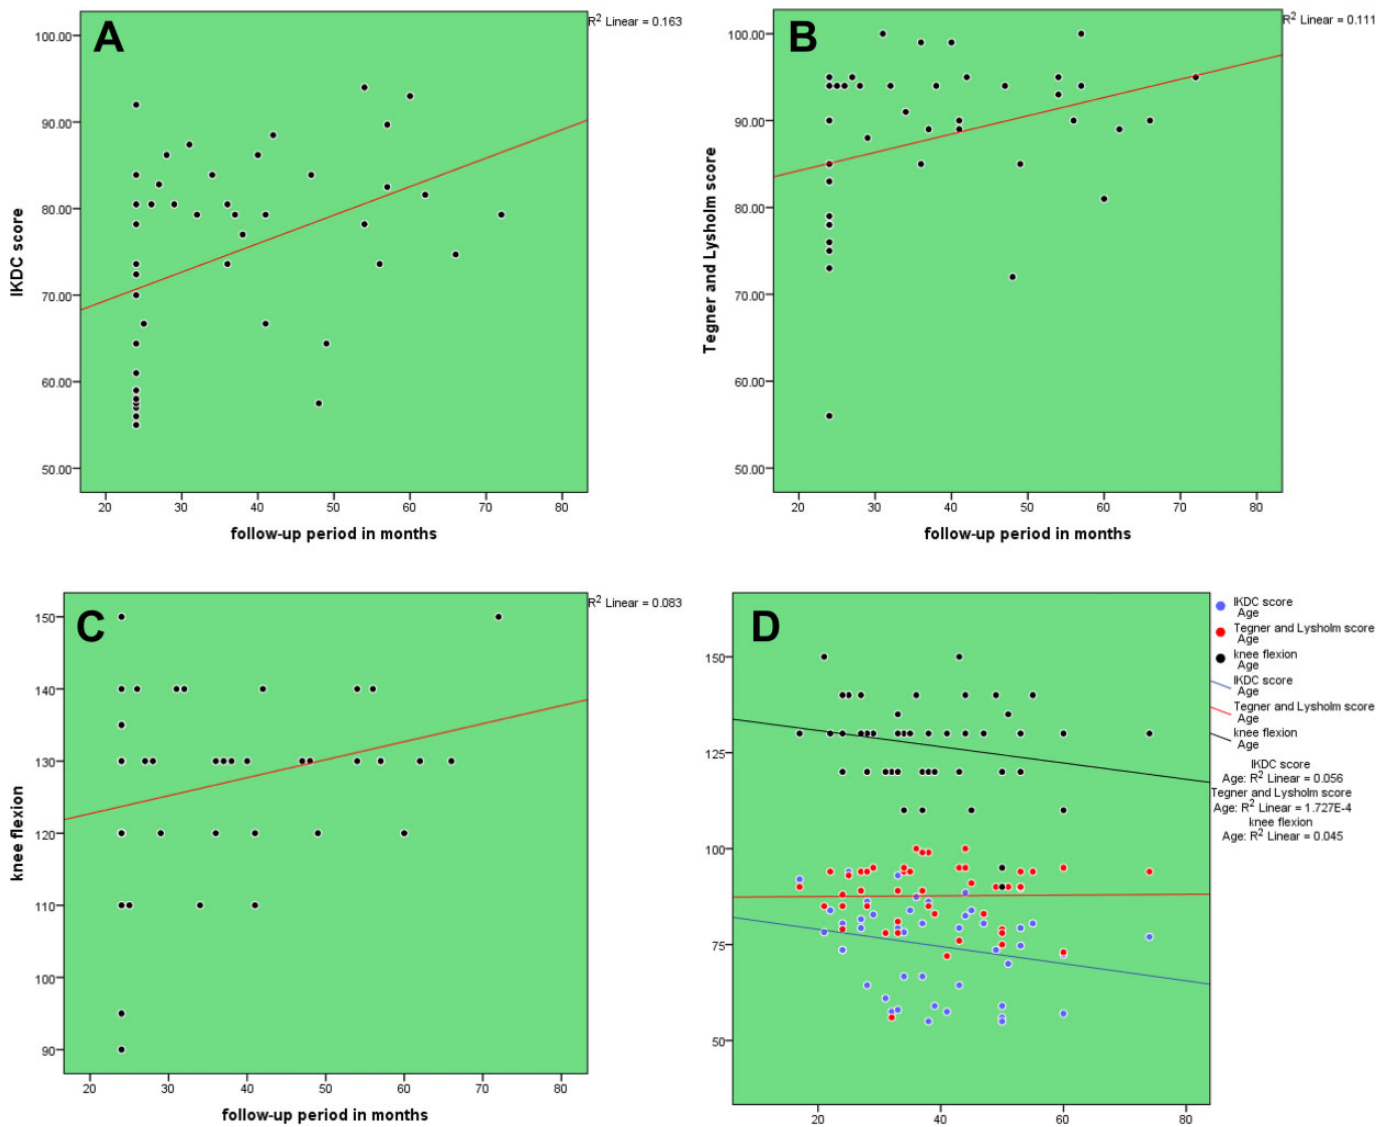 A
R2 Linear = 0.163
100.00
90.00
80.00
70.00
60.00
50.00
IKDC score
20 30 40 50 60 70 80
follow-up period in months
B
R2 Linear = 0.111
100.00
90.00
80.00
70.00
60.00
50.00
Tegner and Lysholm score
20 30 40 50 60 70 80
follow-up period in months
C
R2 Linear = 0.083
150
140
130
120
110
100
90
knee flexion
20 30 40 50 60 70 80
follow-up period in months
D
150
125
100
75
50
20 40 60 80
IKDC score
Age
Tegner and Lysholm score
Age
knee flexion
Age
IKDC score
Age
Tegner and Lysholm score
Age
knee flexion
Age
IKDC score
Age: R2 Linear = 0.056
Tegner and Lysholm score
Age: R2 Linear = 1.727E-4
knee flexion
Age: R2 Linear = 0.045